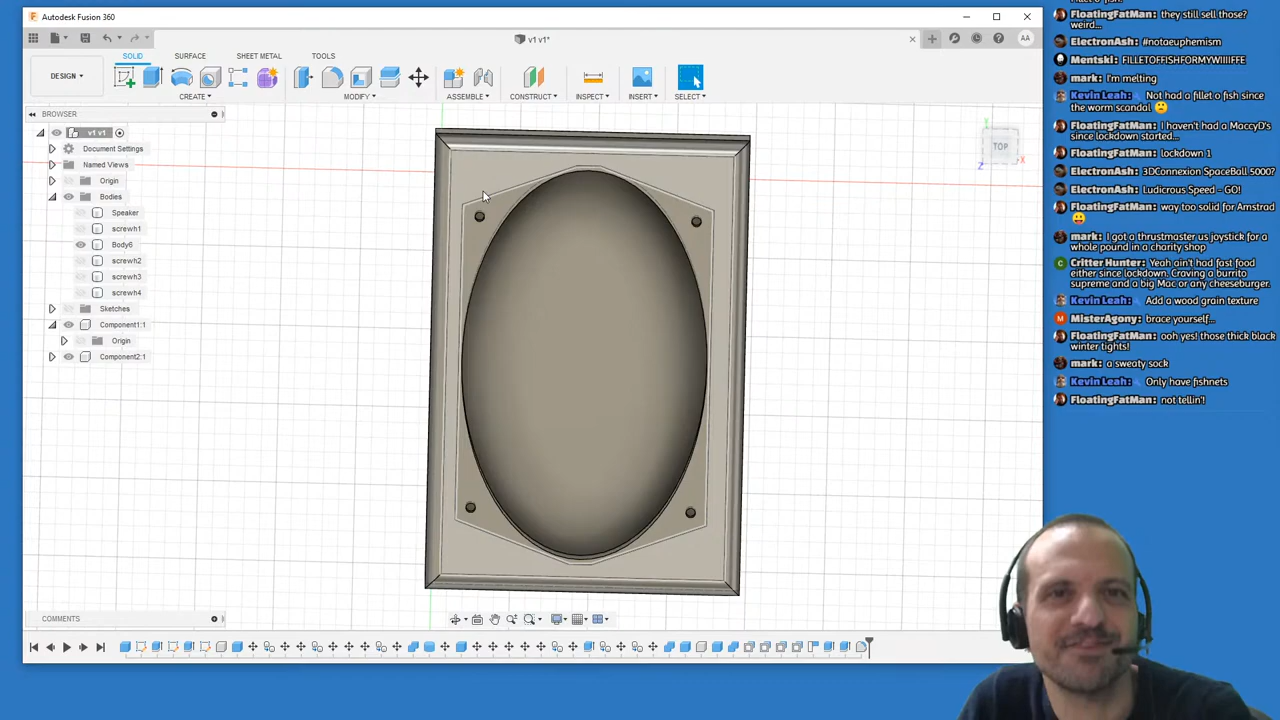 Autodesk Fusion 360
v1 v1*
AA
DESIGN
SOLID
SURFACE
SHEET METAL
TOOLS
CREATE
MODIFY
ASSEMBLE
CONSTRUCT
INSPECT
INSERT
SELECT
BROWSER
v1 v1
Document Settings
Named Views
Origin
Bodies
Speaker
screwh1
Body6
screwh2
screwh3
screwh4
Sketches
Component1:1
Origin
Component2:1
TOP
Y
X
Z
COMMENTS
FloatingFatMan: they still sell those?
weird...
ElectronAsh: #notaeuphemism
Mentski: FILLETOFISHFORMYWIIIIFFE
mark: I'm melting
Kevin Leah: Not had a fillet o fish since
the worm scandal
FloatingFatMan: I haven't had a MaccyD's
since lockdown started...
FloatingFatMan: lockdown 1
ElectronAsh: 3DConnexion SpaceBall 5000?
ElectronAsh: Ludicrous Speed - GO!
FloatingFatMan: way too solid for Amstrad
mark: I got a thrustmaster us joystick for a
whole pound in a charity shop
Critter Hunter: Yeah ain't had fast food
either since lockdown. Craving a burrito
supreme and a big Mac or any cheeseburger.
Kevin Leah: Add a wood grain texture
MisterAgony: brace yourself...
FloatingFatMan: ooh yes! those thick black
winter tights!
mark: a sweaty sock
Kevin Leah: Only have fishnets
FloatingFatMan: not tellin'!